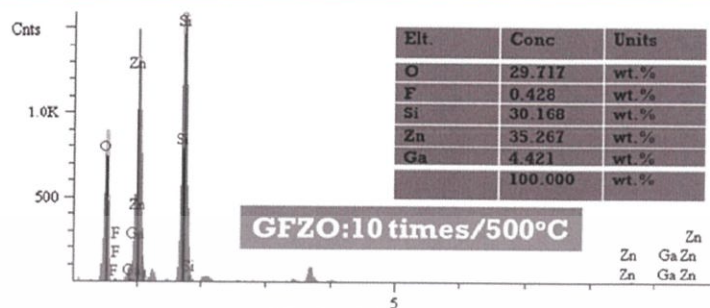 Cnts
Si
Zn
1.0K
O
Si
500
Zn
F Ga
F
F Ga Si
5
Zn
Zn Ga Zn
Zn Ga Zn
Elt. Conc Units
O 29.717 wt.%
F 0.428 wt.%
Si 30.168 wt.%
Zn 35.267 wt.%
Ga 4.421 wt.%
100.000 wt.%
GFZO:10 times/500°C